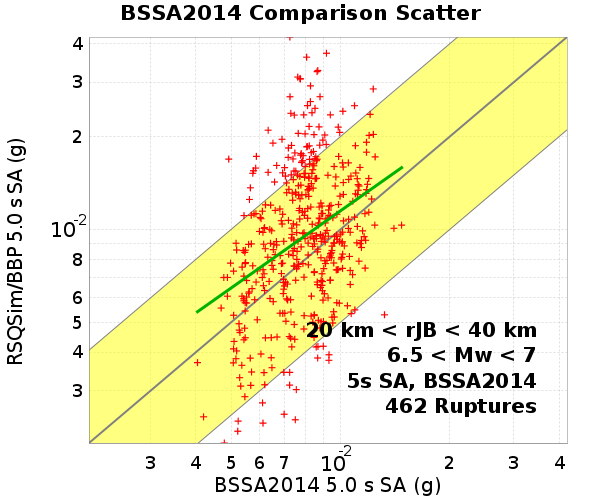 BSSA2014 Comparison Scatter
RSQSim/BBP 5.0 s SA (g)
4
3
2
10-2
8
6
5
4
3
20 km < rJB < 40 km
6.5 < Mw < 7
5s SA, BSSA2014
462 Ruptures
3 4 5 6 7 10-2 2 3 4
BSSA2014 5.0 s SA (g)